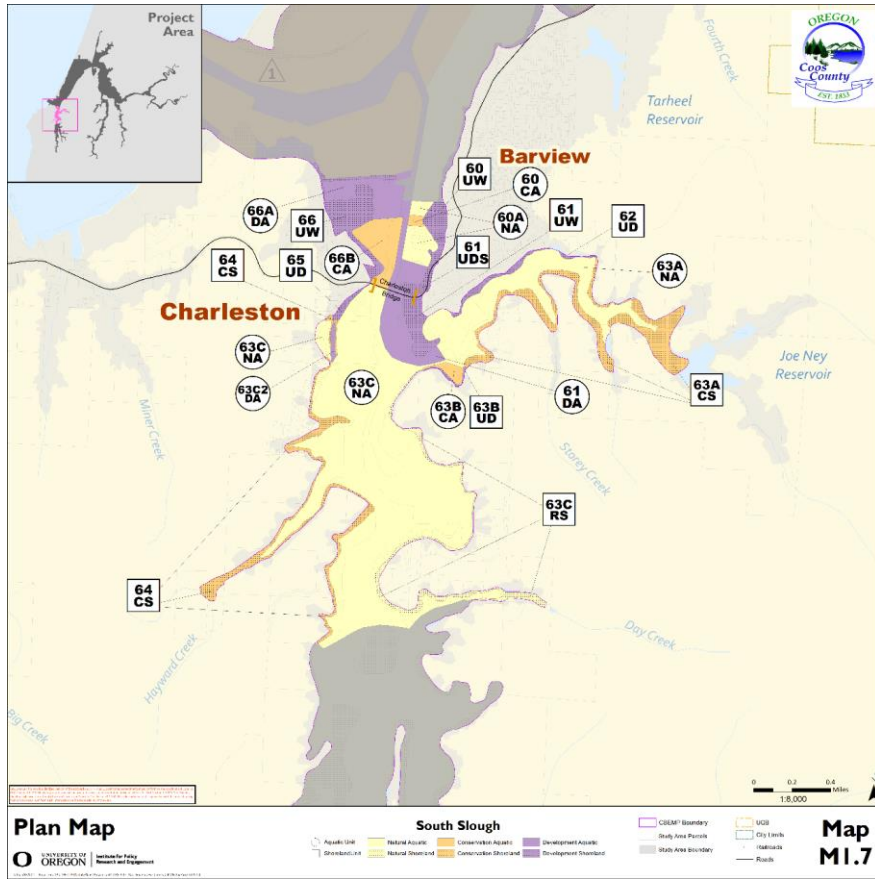 Project
Area
OREGON
Coos
County
EST. 1853
1
Fourth Creek
Tarheel
Reservoir
Barview
60
UW
60
CA
66A
DA
66
UW
60A
NA
61
UW
62
UD
64
CS
65
UD
66B
CA
61
UDS
63A
NA
Charleston
Bridge
Charleston
63C
NA
Joe Ney
Reservoir
63C2
DA
63C
NA
63B
CA
63B
UD
61
DA
63A
CS
Miner Creek
Storey Creek
63C
RS
64
CS
Hayward Creek
Day Creek
Big Creek
0 0.2 0.4
Miles
1:8,000
Plan Map
UNIVERSITY OF
OREGON
Institute for Policy
Research and Engagement
South Slough
Aquatic Unit
Shoreland Unit
Natural Aquatic
Natural Shoreland
Conservation Aquatic
Conservation Shoreland
Development Aquatic
Development Shoreland
CBEMP Boundary
Study Area Parcels
Study Area Boundary
UGB
City Lands
Railroads
Roads
Map
M1.7